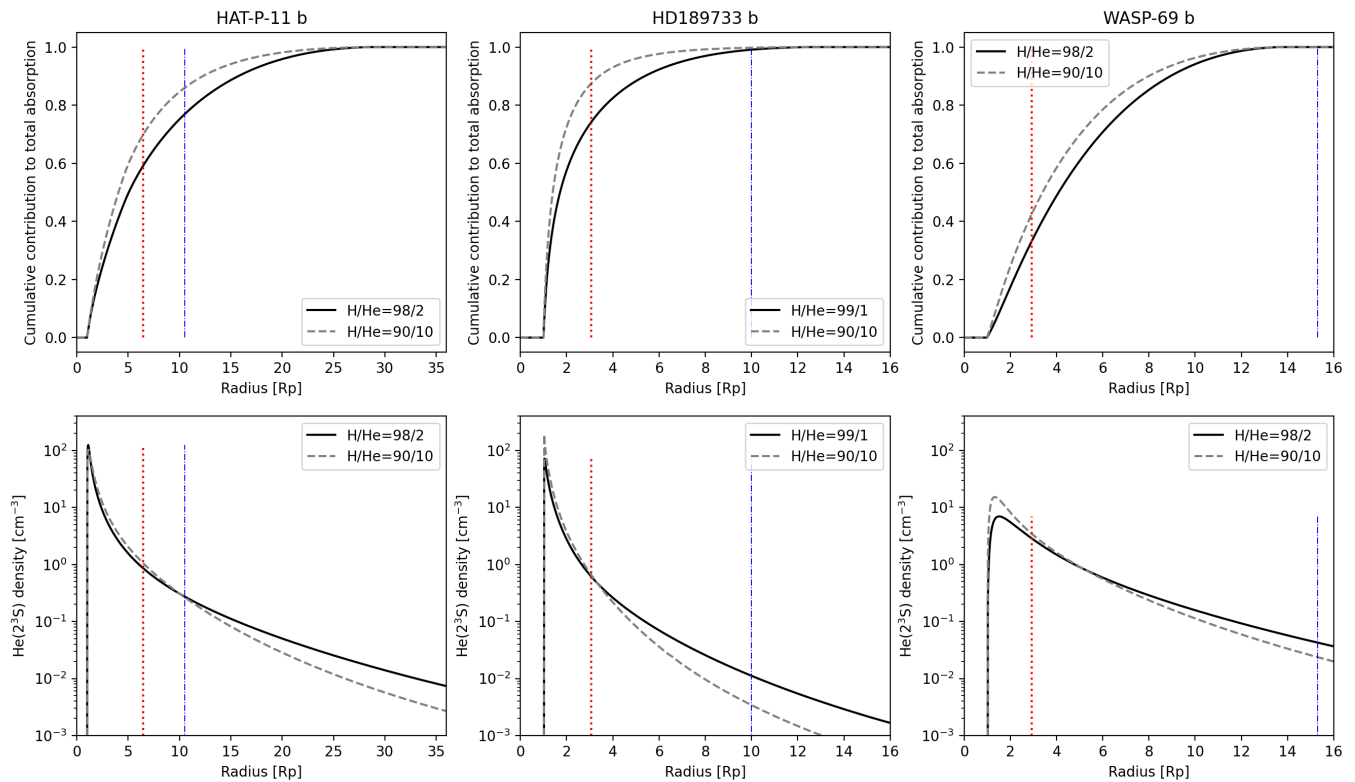 HAT-P-11 b
HD189733 b
WASP-69 b
Cumulative contribution to total absorption
1.0
0.8
0.6
0.4
0.2
0.0
H/He=98/2
H/He=90/10
0 5 10 15 20 25 30 35
Radius [Rp]
Cumulative contribution to total absorption
1.0
0.8
0.6
0.4
0.2
0.0
H/He=99/1
H/He=90/10
0 2 4 6 8 10 12 14 16
Radius [Rp]
Cumulative contribution to total absorption
1.0
0.8
0.6
0.4
0.2
0.0
H/He=98/2
H/He=90/10
0 2 4 6 8 10 12 14 16
Radius [Rp]
He(2³S) density [cm⁻³]
10²
10¹
10⁰
10⁻¹
10⁻²
10⁻³
H/He=98/2
H/He=90/10
0 5 10 15 20 25 30 35
Radius [Rp]
He(2³S) density [cm⁻³]
10²
10¹
10⁰
10⁻¹
10⁻²
10⁻³
H/He=99/1
H/He=90/10
0 2 4 6 8 10 12 14 16
Radius [Rp]
He(2³S) density [cm⁻³]
10²
10¹
10⁰
10⁻¹
10⁻²
10⁻³
H/He=98/2
H/He=90/10
0 2 4 6 8 10 12 14 16
Radius [Rp]